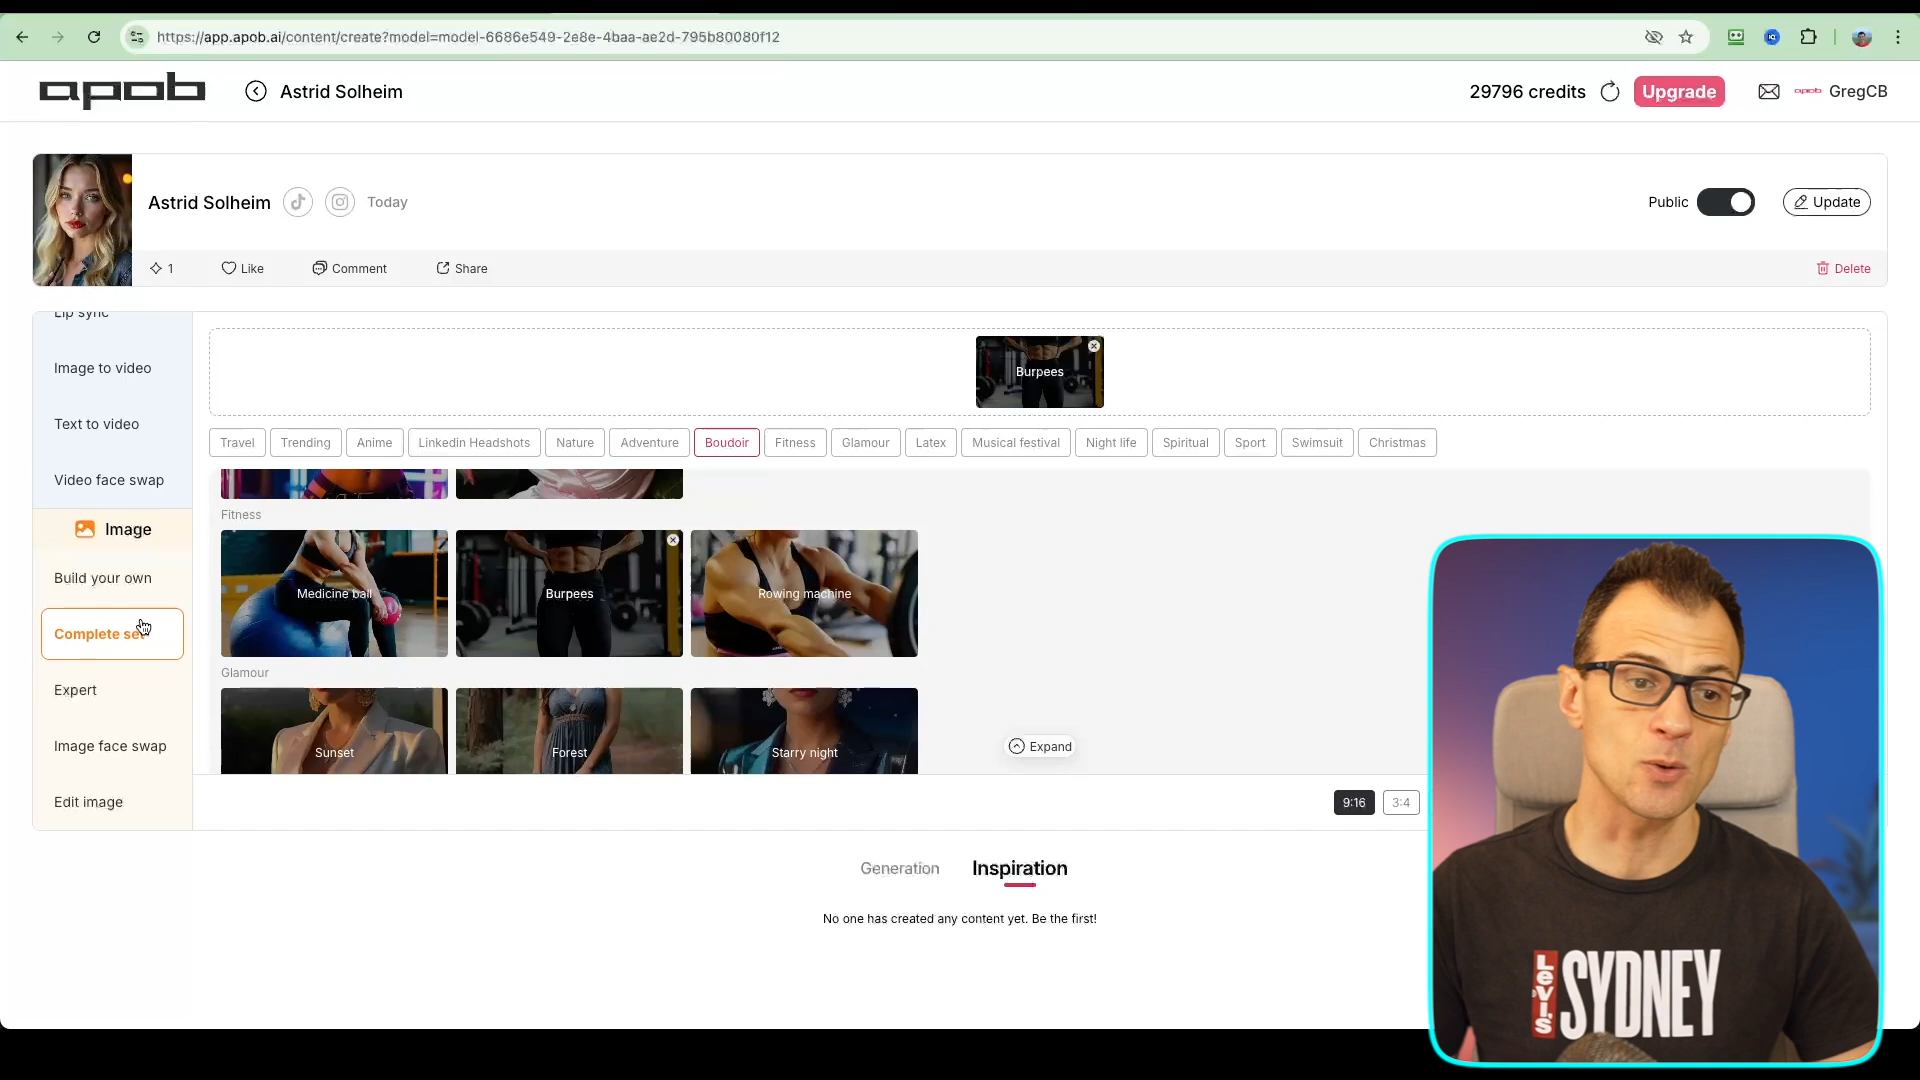 https://app.apob.ai/content/create?model=model-6686e549-2e8e-4baa-ae2d-795b80080f12
apob
Astrid Solheim
29796 credits
Upgrade
apob
GregCB
Astrid Solheim
Today
Public
Update
1
Like
Comment
Share
Delete
Lip sync
Image to video
Text to video
Video face swap
Image
Build your own
Complete set
Expert
Image face swap
Edit image
Burpees
Travel
Trending
Anime
Linkedin Headshots
Nature
Adventure
Boudoir
Fitness
Glamour
Latex
Musical festival
Night life
Spiritual
Sport
Swimsuit
Christmas
Fitness
Medicine ball
Burpees
Rowing machine
Glamour
Sunset
Forest
Starry night
Expand
9:16
3:4
Generation
Inspiration
No one has created any content yet. Be the first!
Levi's
SYDNEY